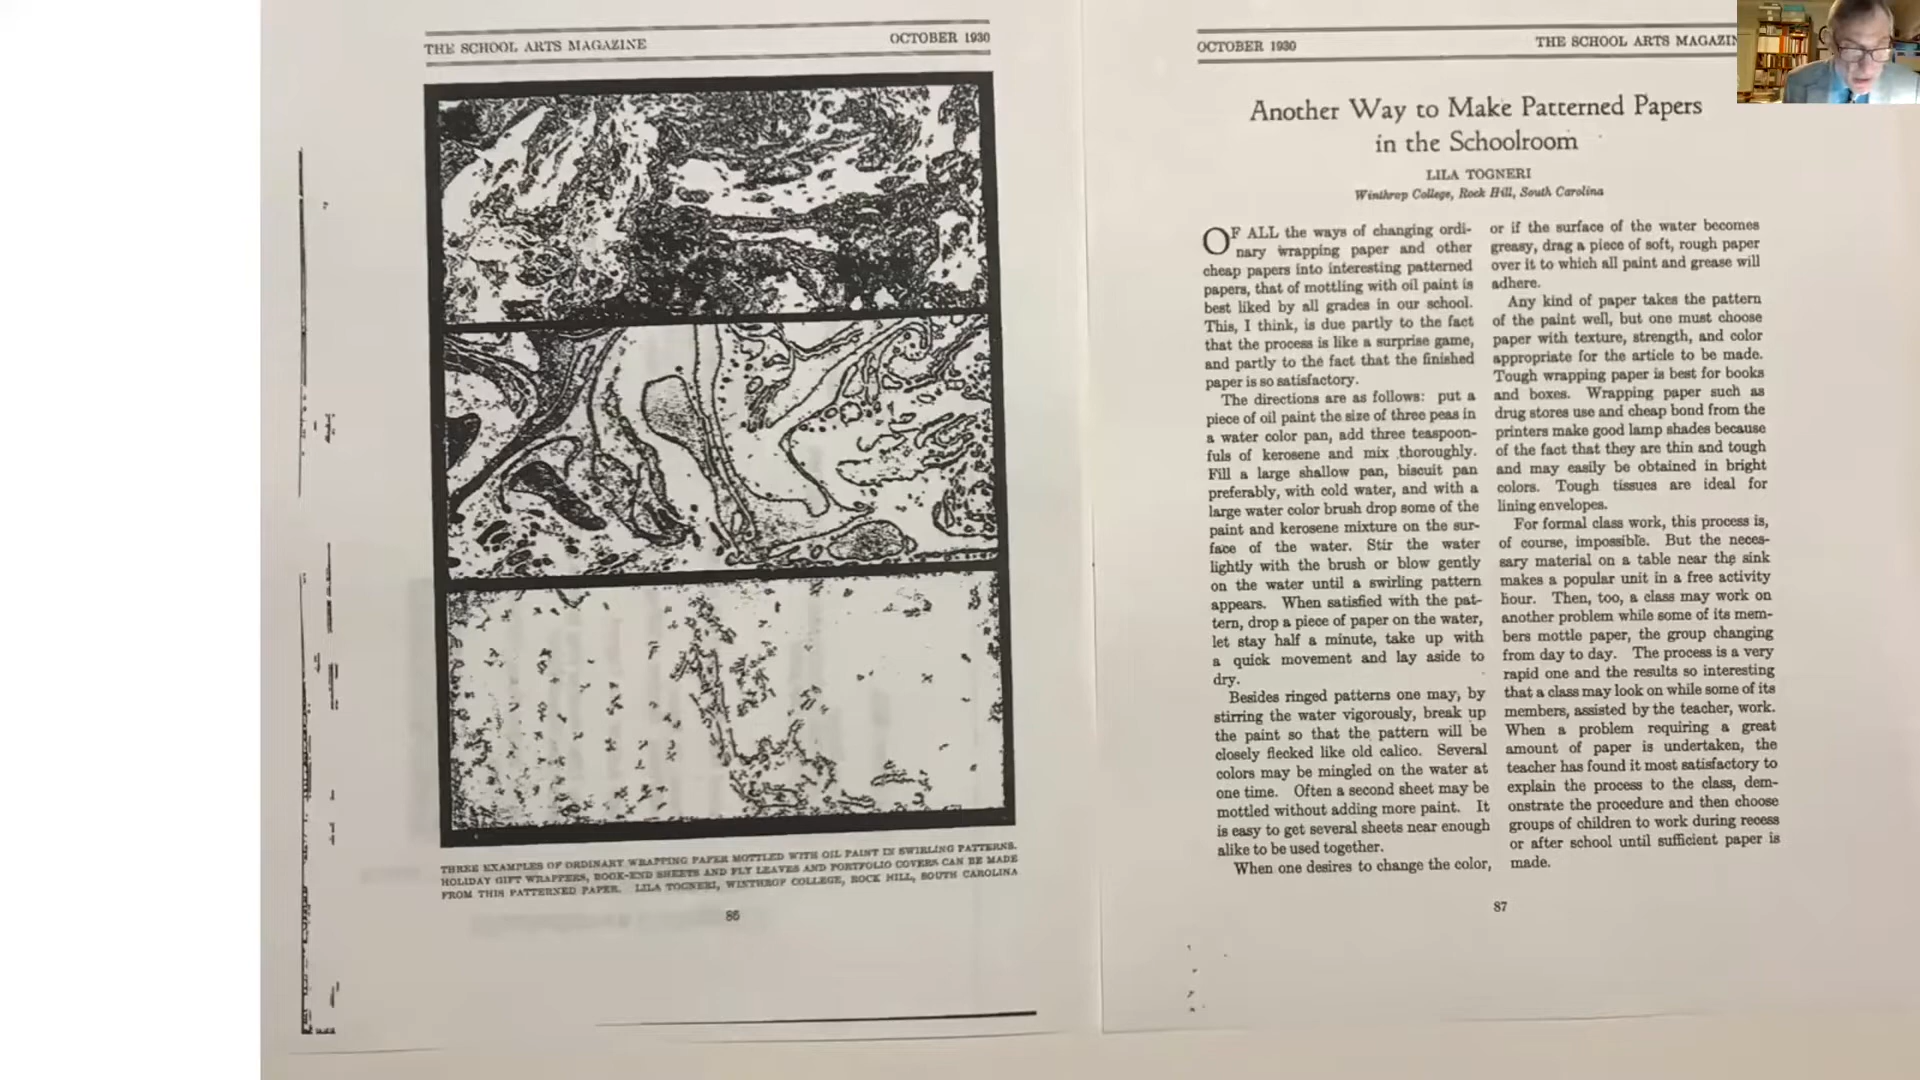 THE SCHOOL ARTS MAGAZINE
OCTOBER 1930
THREE EXAMPLES OF ORDINARY WRAPPING PAPER MOTTLED WITH OIL PAINT IN SWIRLING PATTERNS.
HOLIDAY GIFT WRAPPERS, BOOK-END SHEETS AND FLY LEAVES AND PORTFOLIO COVERS CAN BE MADE
FROM THIS PATTERNED PAPER. LILA TOGNERI, WINTHROP COLLEGE, ROCK HILL, SOUTH CAROLINA
86
OCTOBER 1930
THE SCHOOL ARTS MAGAZIN
Another Way to Make Patterned Papers
in the Schoolroom
LILA TOGNERI
Winthrop College, Rock Hill, South Carolina
OF ALL the ways of changing ordi-
nary wrapping paper and other
cheap papers into interesting patterned
papers, that of mottling with oil paint is
best liked by all grades in our school.
This, I think, is due partly to the fact
that the process is like a surprise game,
and partly to the fact that the finished
paper is so satisfactory.
The directions are as follows: put a
piece of oil paint the size of three peas in
a water color pan, add three teaspoon-
fuls of kerosene and mix thoroughly.
Fill a large shallow pan, biscuit pan
preferably, with cold water, and with a
large water color brush drop some of the
paint and kerosene mixture on the sur-
face of the water. Stir the water
lightly with the brush or blow gently
on the water until a swirling pattern
appears. When satisfied with the pat-
tern, drop a piece of paper on the water,
let stay half a minute, take up with
a quick movement and lay aside to
dry.
Besides ringed patterns one may, by
stirring the water vigorously, break up
the paint so that the pattern will be
closely flecked like old calico. Several
colors may be mingled on the water at
one time. Often a second sheet may be
mottled without adding more paint. It
is easy to get several sheets near enough
alike to be used together.
When one desires to change the color,
or if the surface of the water becomes
greasy, drag a piece of soft, rough paper
over it to which all paint and grease will
adhere.
Any kind of paper takes the pattern
of the paint well, but one must choose
paper with texture, strength, and color
appropriate for the article to be made.
Tough wrapping paper is best for books
and boxes. Wrapping paper such as
drug stores use and cheap bond from the
printers make good lamp shades because
of the fact that they are thin and tough
and may easily be obtained in bright
colors. Tough tissues are ideal for
lining envelopes.
For formal class work, this process is,
of course, impossible. But the neces-
sary material on a table near the sink
makes a popular unit in a free activity
hour. Then, too, a class may work on
another problem while some of its mem-
bers mottle paper, the group changing
from day to day. The process is a very
rapid one and the results so interesting
that a class may look on while some of its
members, assisted by the teacher, work.
When a problem requiring a great
amount of paper is undertaken, the
teacher has found it most satisfactory to
explain the process to the class, dem-
onstrate the procedure and then choose
groups of children to work during recess
or after school until sufficient paper is
made.
87